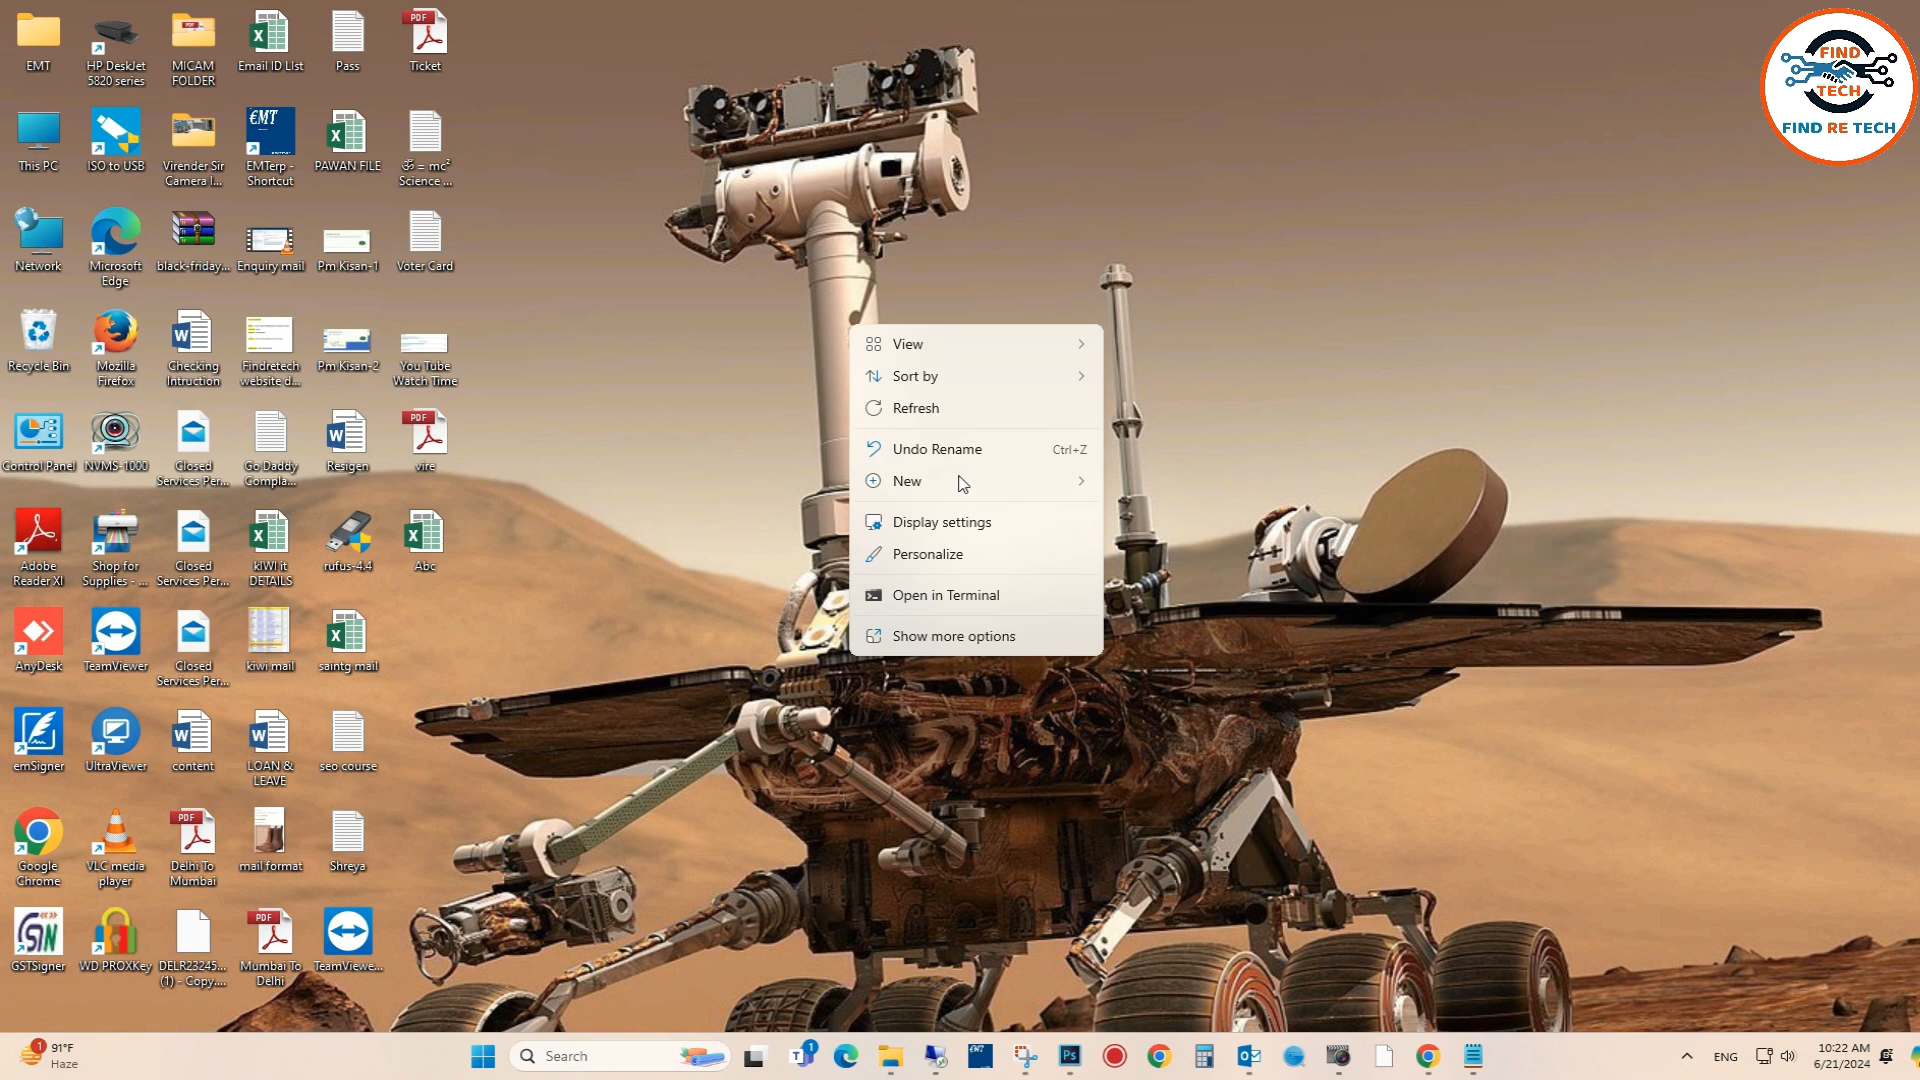 EMT
HP DeskJet
5820 series
MICAM
FOLDER
Email ID LIst
Pass
PDF
Ticket
This PC
ISO to USB
Virender Sir
Camera I...
€MT
EMTerp -
Shortcut
PAWAN FILE
ॐ = mc²
Science ...
Network
Microsoft
Edge
black-friday...
Enquiry mail
Pm Kisan-1
Voter Card
Recycle Bin
Mozilla
Firefox
Checking
Intruction
Findretech
website d...
Pm Kisan-2
You Tube
Watch Time
Control Panel
NVMS-1000
Closed
Services Per...
Go Daddy
Compla...
Resigen
PDF
vire
Adobe
Reader XI
Shop for
Supplies - ...
Closed
Services Per...
kIWI it
DETAILS
rufus-4.4
Abc
AnyDesk
TeamViewer
Closed
Services Per...
kiwi mail
saintg mail
emSigner
UltraViewer
content
LOAN &
LEAVE
seo course
Google
Chrome
VLC media
player
PDF
Delhi To
Mumbai
mail format
Shreya
GSTSigner
WD PROXKey
DELR23245...
(1) - Copy....
PDF
Mumbai To
Delhi
TeamViewe...
View
Sort by
Refresh
Undo Rename Ctrl+Z
New
Display settings
Personalize
Open in Terminal
Show more options
FIND
TECH
FIND RE TECH
1
91°F
Haze
Search
1
Ps
ENG
10:22 AM
6/21/2024